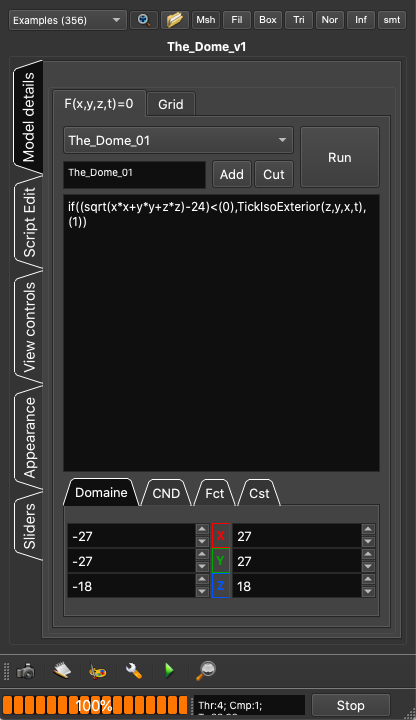 Examples (356)
Msh
Fil
Box
Tri
Nor
Inf
smt
The_Dome_v1
Model details
Script Edit
View controls
Appearance
Sliders
F(x,y,z,t)=0
Grid
The_Dome_01
Run
The_Dome_01
Add
Cut
if((sqrt(x*x+y*y+z*z)-24)<(0),TickIsoExterior(z,y,x,t),
(1))
Domaine
CND
Fct
Cst
-27
X
27
-27
Y
27
-18
Z
18
100%
Thr:4; Cmp:1;
Stop